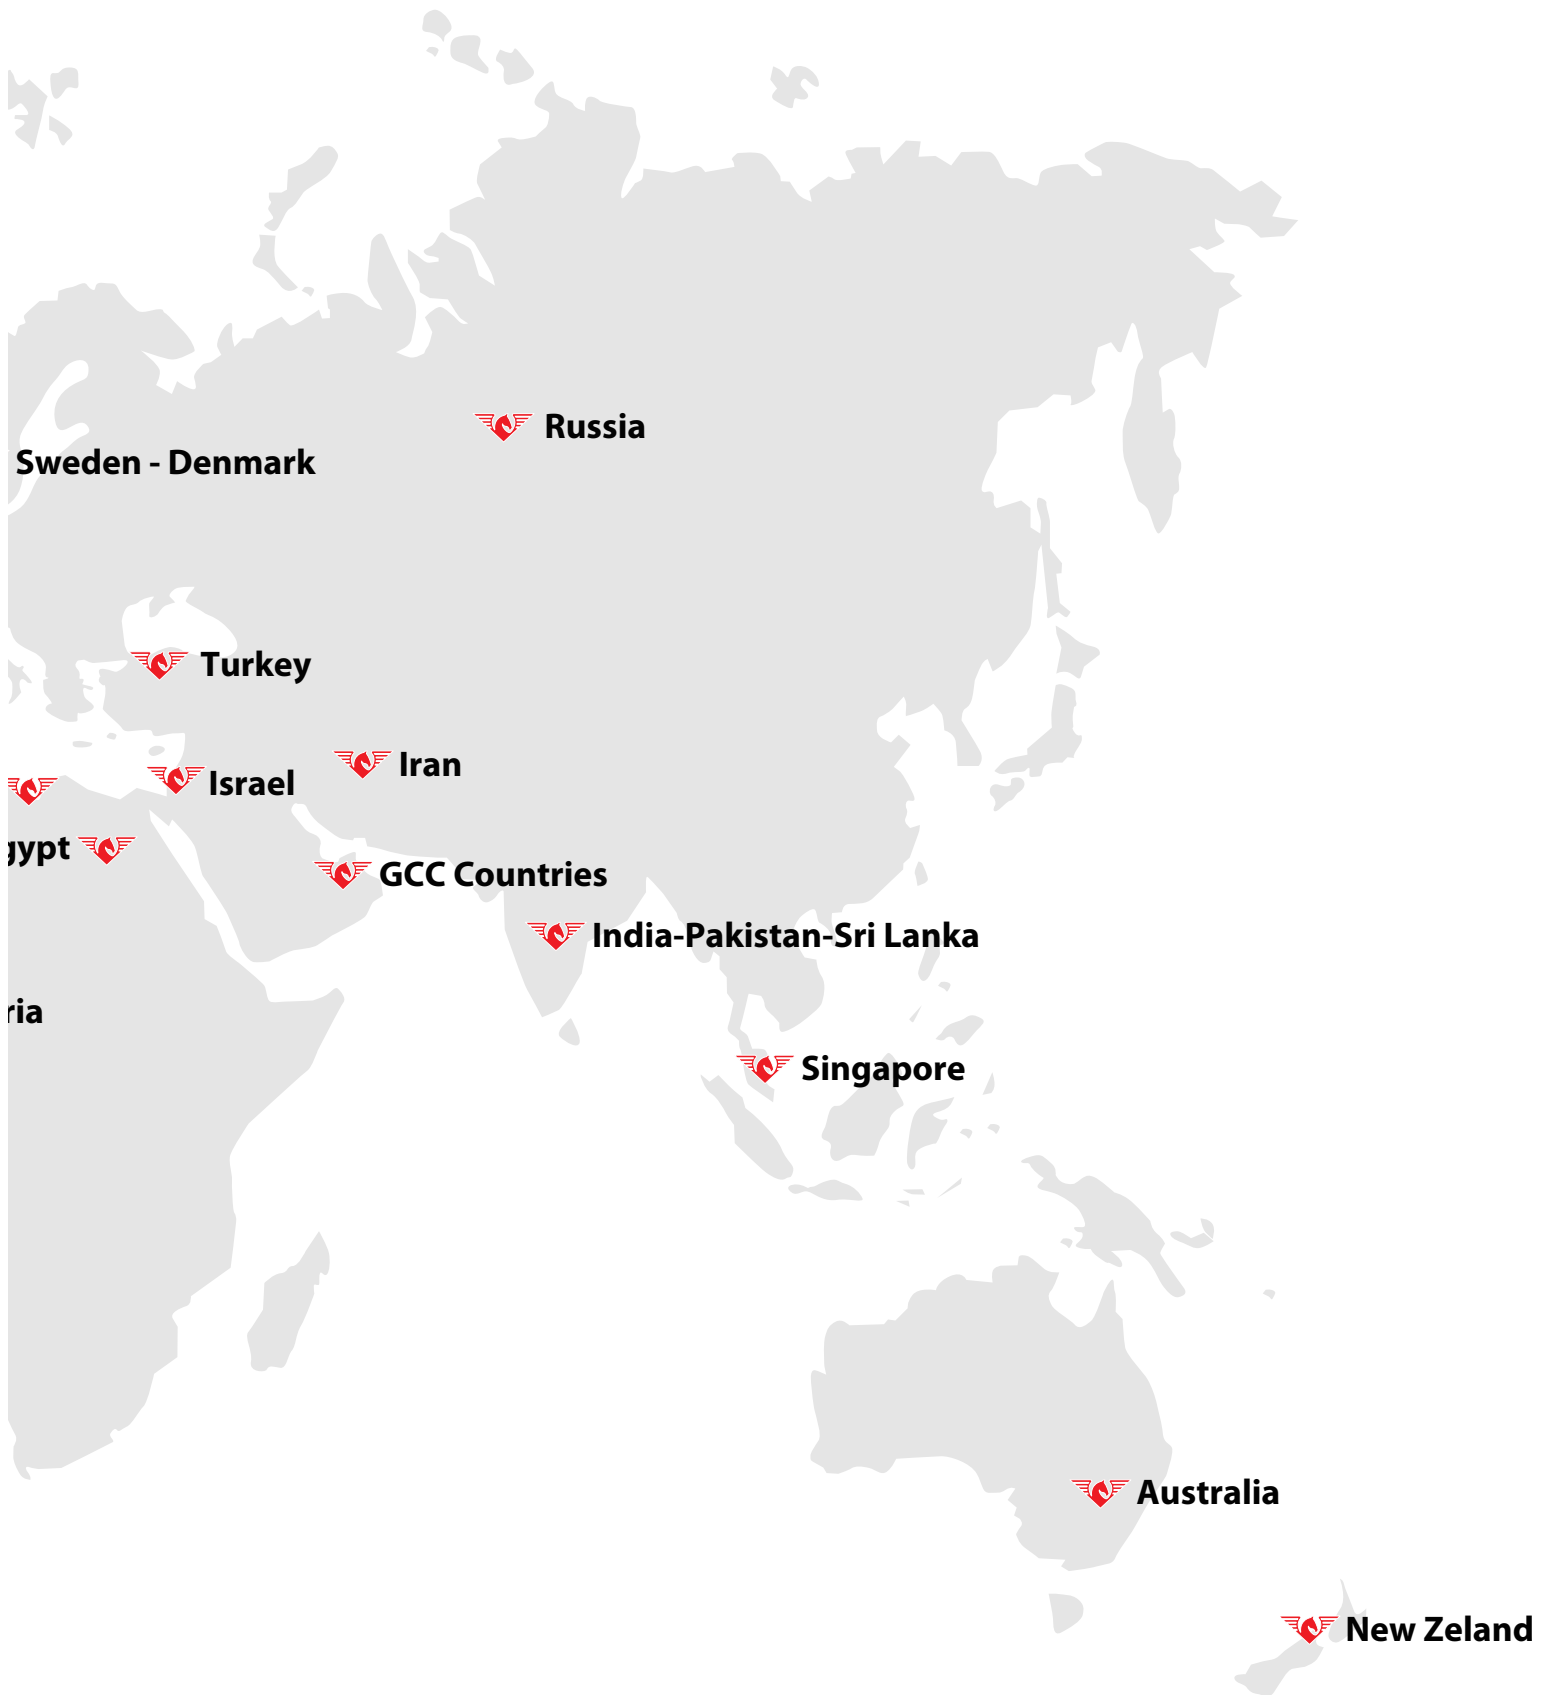 Russia
Sweden - Denmark
Turkey
Iran
Israel
gypt
GCC Countries
India-Pakistan-Sri Lanka
ria
Singapore
Australia
New Zeland